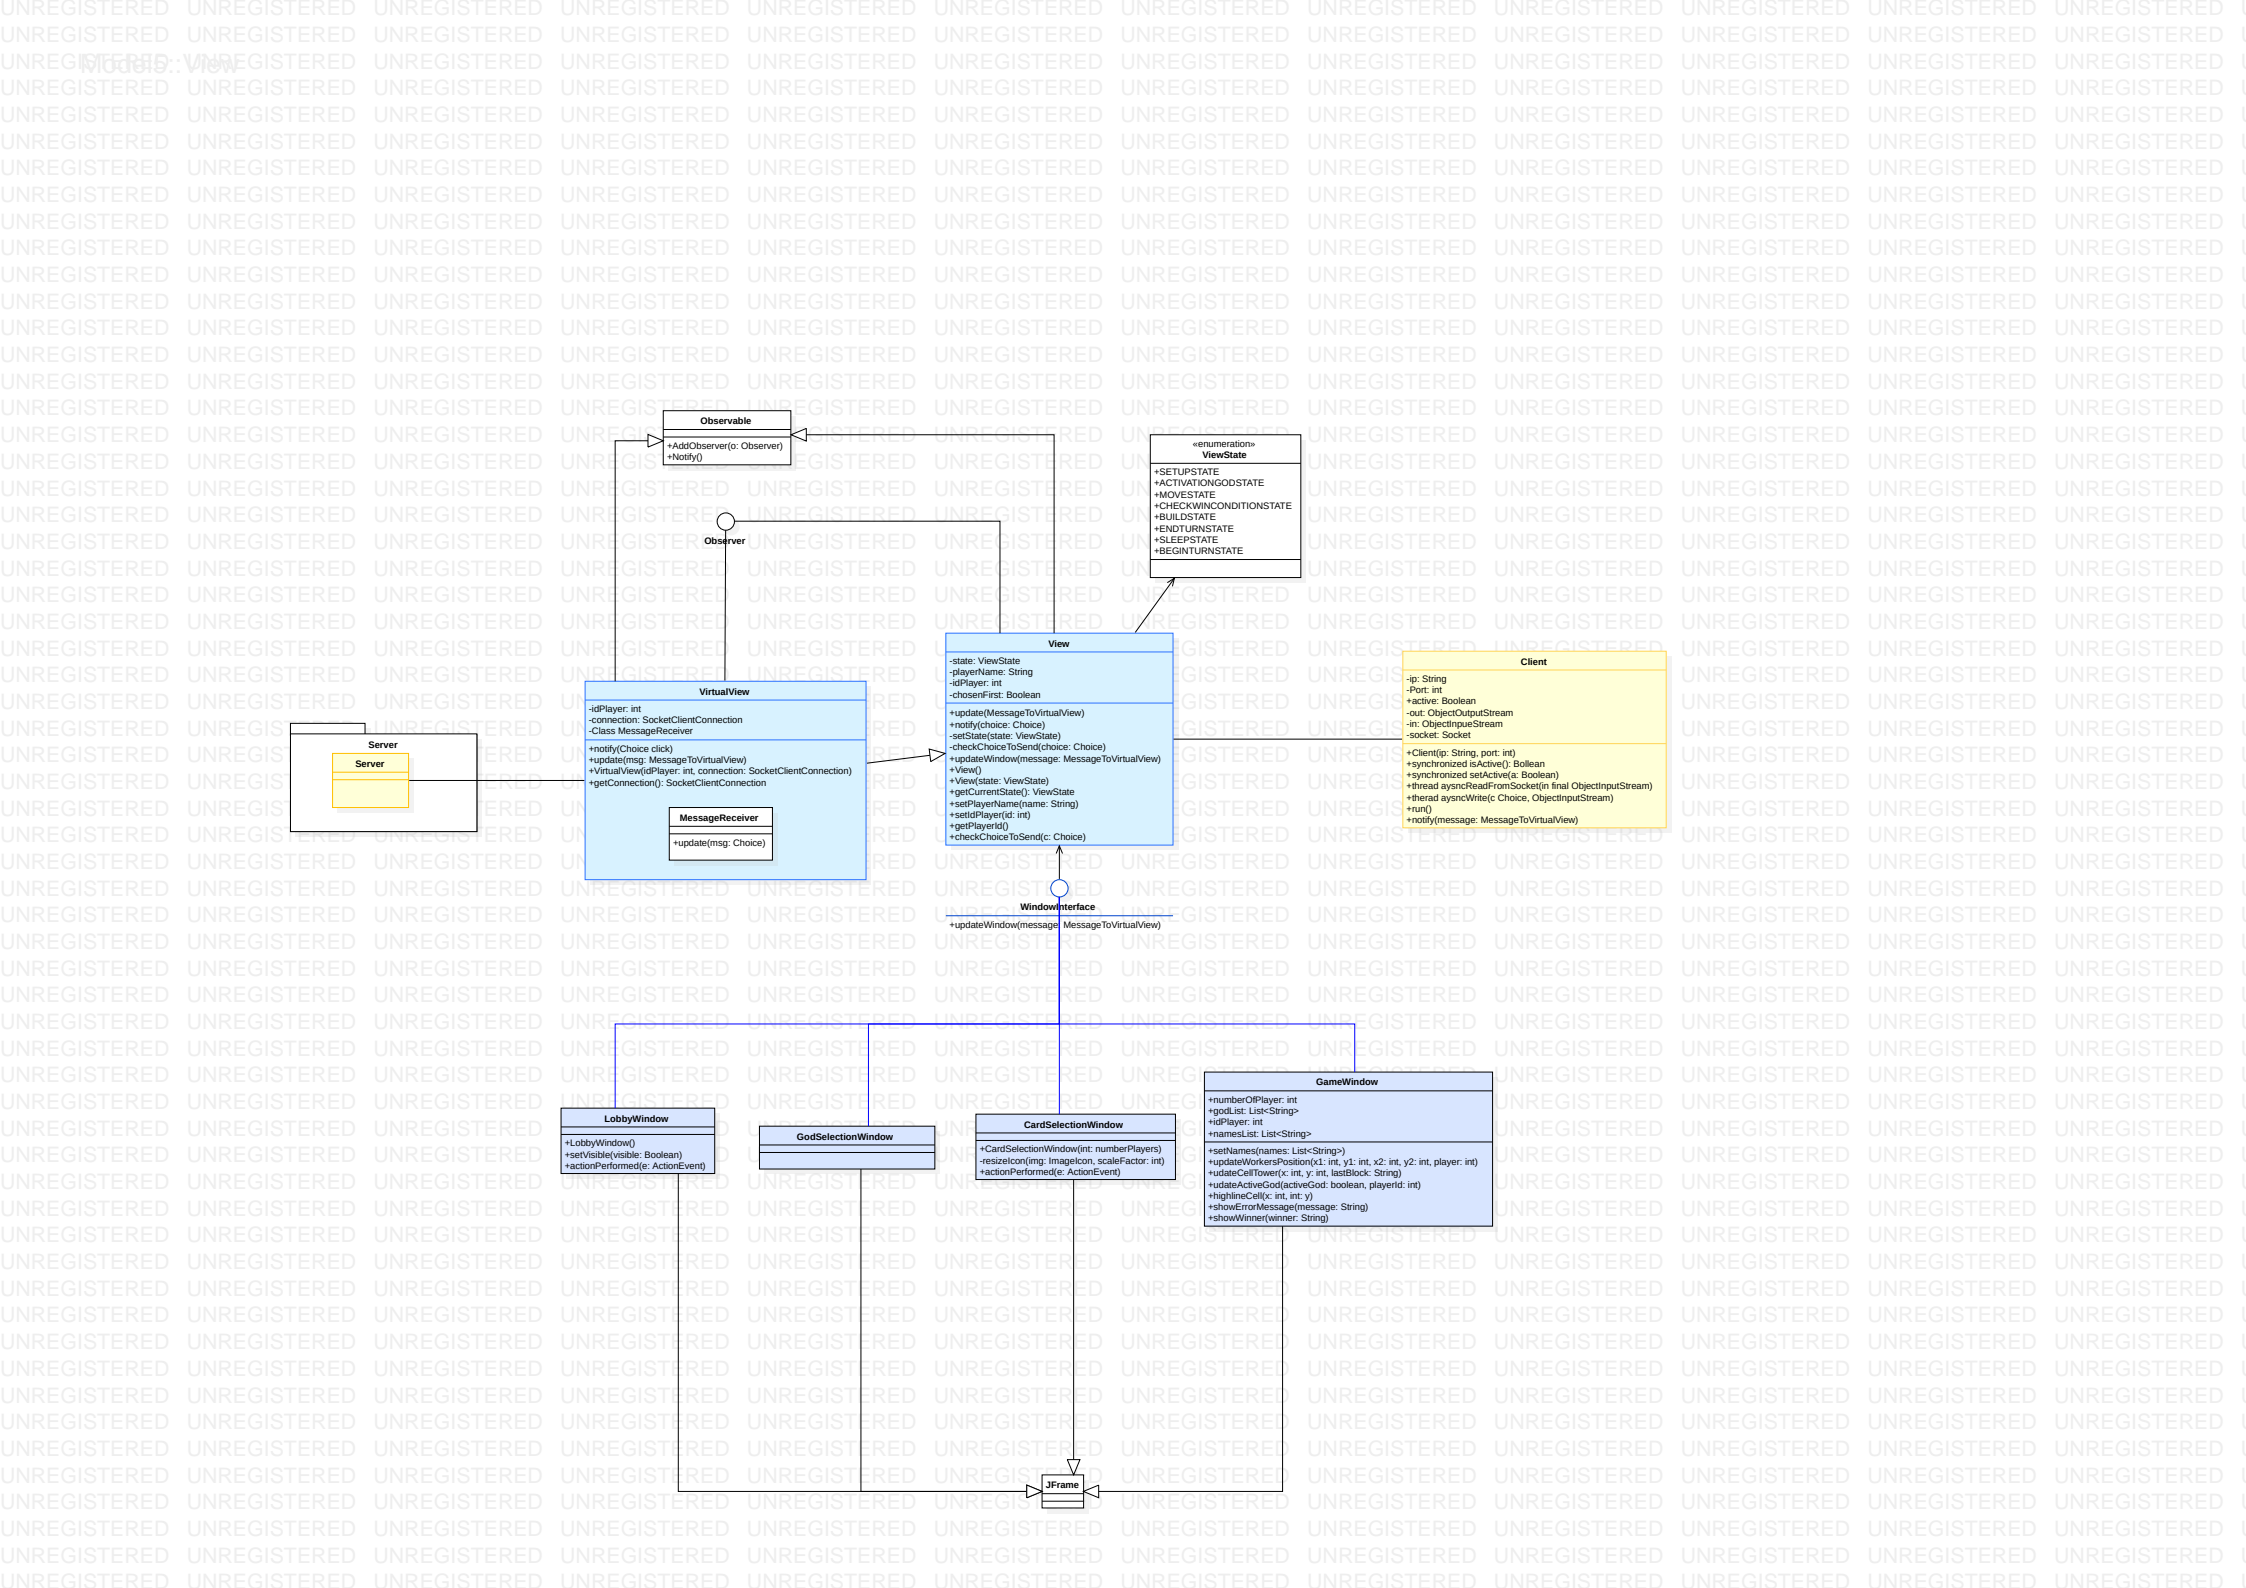 Models::View
Observable
+AddObserver(o: Observer)
+Notify()
«enumeration»
ViewState
+SETUPSTATE
+ACTIVATIONGODSTATE
+MOVESTATE
+CHECKWINCONDITIONSTATE
+BUILDSTATE
+ENDTURNSTATE
+SLEEPSTATE
+BEGINTURNSTATE
Observer
View
-state: ViewState
-playerName: String
-idPlayer: int
-chosenFirst: Boolean
+update(MessageToVirtualView)
+notify(choice: Choice)
-setState(state: ViewState)
-checkChoiceToSend(choice: Choice)
+updateWindow(message: MessageToVirtualView)
+View()
+View(state: ViewState)
+getCurrentState(): ViewState
+setPlayerName(name: String)
+setIdPlayer(id: int)
+getPlayerId()
+checkChoiceToSend(c: Choice)
Client
-ip: String
-Port: int
+active: Boolean
-out: ObjectOutputStream
-in: ObjectInpueStream
-socket: Socket
+Client(ip: String, port: int)
+synchronized isActive(): Bollean
+synchronized setActive(a: Boolean)
+thread aysncReadFromSocket(in final ObjectInputStream)
+therad aysncWrite(c Choice, ObjectInputStream)
+run()
+notify(message: MessageToVirtualView)
VirtualView
-idPlayer: int
-connection: SocketClientConnection
-Class MessageReceiver
+notify(Choice click)
+update(msg: MessageToVirtualView)
+VirtualView(idPlayer: int, connection: SocketClientConnection)
+getConnection(): SocketClientConnection
MessageReceiver
+update(msg: Choice)
Server
Server
WindowInterface
+updateWindow(message: MessageToVirtualView)
LobbyWindow
+LobbyWindow()
+setVisible(visible: Boolean)
+actionPerformed(e: ActionEvent)
GodSelectionWindow
CardSelectionWindow
+CardSelectionWindow(int: numberPlayers)
-resizeIcon(img: ImageIcon, scaleFactor: int)
+actionPerformed(e: ActionEvent)
GameWindow
+numberOfPlayer: int
+godList: List<String>
+idPlayer: int
+namesList: List<String>
+setNames(names: List<String>)
+updateWorkersPosition(x1: int, y1: int, x2: int, y2: int, player: int)
+udateCellTower(x: int, y: int, lastBlock: String)
+udateActiveGod(activeGod: boolean, playerId: int)
+highlineCell(x: int, int: y)
+showErrorMessage(message: String)
+showWinner(winner: String)
JFrame
UNREGISTERED